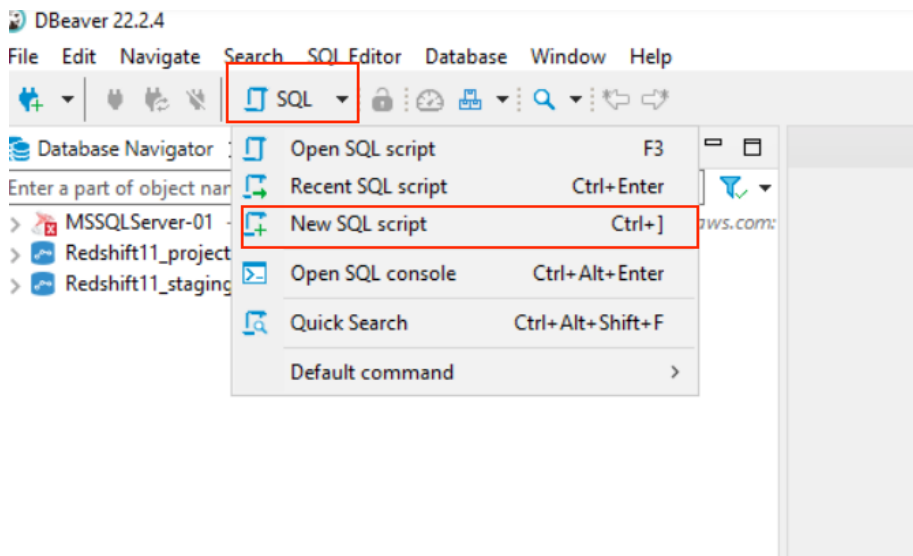 DBeaver 22.2.4
File Edit Navigate Search SQL Editor Database Window Help
SQL
Database Navigator
Enter a part of object nar
MSSQLServer-01 - aws.com:
Redshift11_project
Redshift11_staging
Open SQL script F3
Recent SQL script Ctrl+Enter
New SQL script Ctrl+]
Open SQL console Ctrl+Alt+Enter
Quick Search Ctrl+Alt+Shift+F
Default command